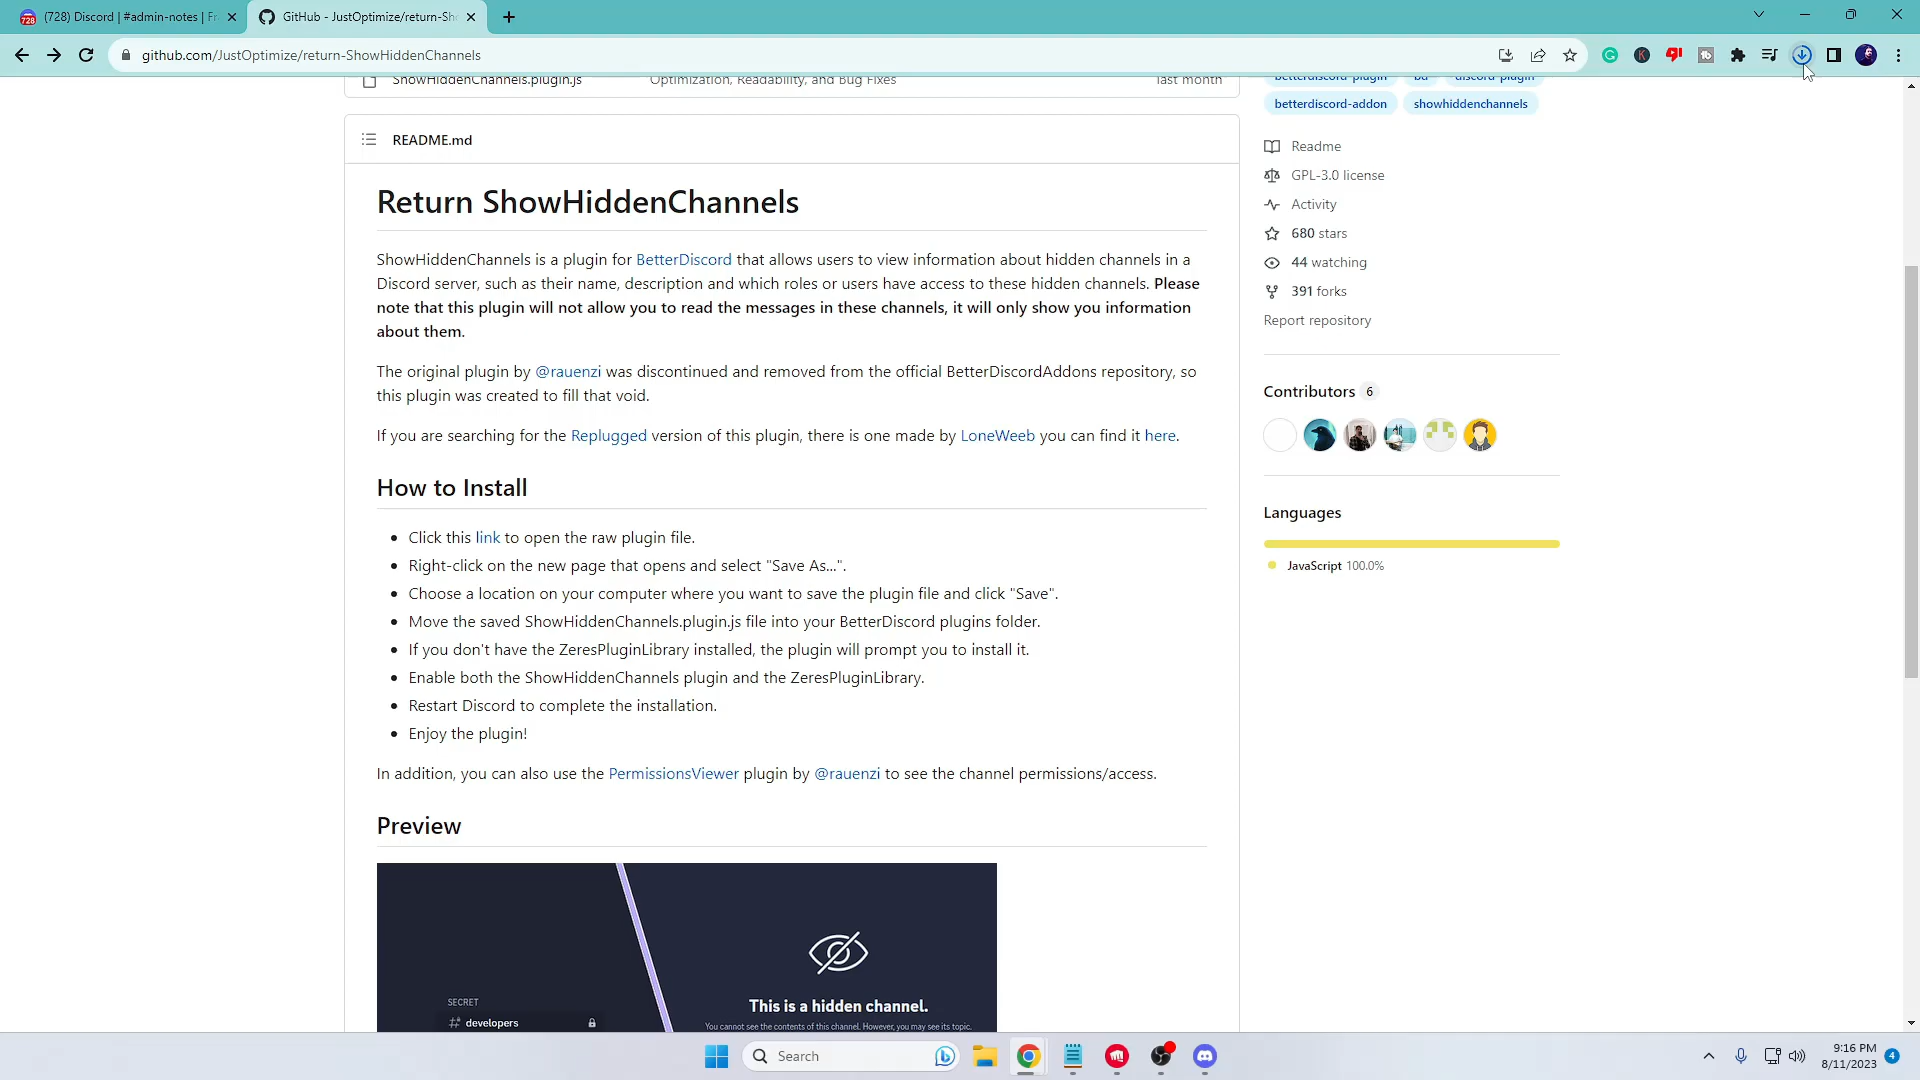 (728) Discord | #admin-notes | Fr
GitHub - JustOptimize/return-Sh
github.com/JustOptimize/return-ShowHiddenChannels
ShowHiddenChannels.plugin.js Optimization, Readability, and Bug Fixes last month
betterdiscord-plugin bd discord-plugin
betterdiscord-addon showhiddenchannels
README.md
Return ShowHiddenChannels
ShowHiddenChannels is a plugin for BetterDiscord that allows users to view information about hidden channels in a
Discord server, such as their name, description and which roles or users have access to these hidden channels. Please
note that this plugin will not allow you to read the messages in these channels, it will only show you information
about them.
The original plugin by @rauenzi was discontinued and removed from the official BetterDiscordAddons repository, so
this plugin was created to fill that void.
If you are searching for the Replugged version of this plugin, there is one made by LoneWeeb you can find it here.
How to Install
• Click this link to open the raw plugin file.
• Right-click on the new page that opens and select "Save As...".
• Choose a location on your computer where you want to save the plugin file and click "Save".
• Move the saved ShowHiddenChannels.plugin.js file into your BetterDiscord plugins folder.
• If you don't have the ZeresPluginLibrary installed, the plugin will prompt you to install it.
• Enable both the ShowHiddenChannels plugin and the ZeresPluginLibrary.
• Restart Discord to complete the installation.
• Enjoy the plugin!
In addition, you can also use the PermissionsViewer plugin by @rauenzi to see the channel permissions/access.
Preview
SECRET
developers
This is a hidden channel.
You cannot see the contents of this channel. However, you may see its topic.
Readme
GPL-3.0 license
Activity
680 stars
44 watching
391 forks
Report repository
Contributors 6
Languages
JavaScript 100.0%
Search
9:16 PM
8/11/2023
4